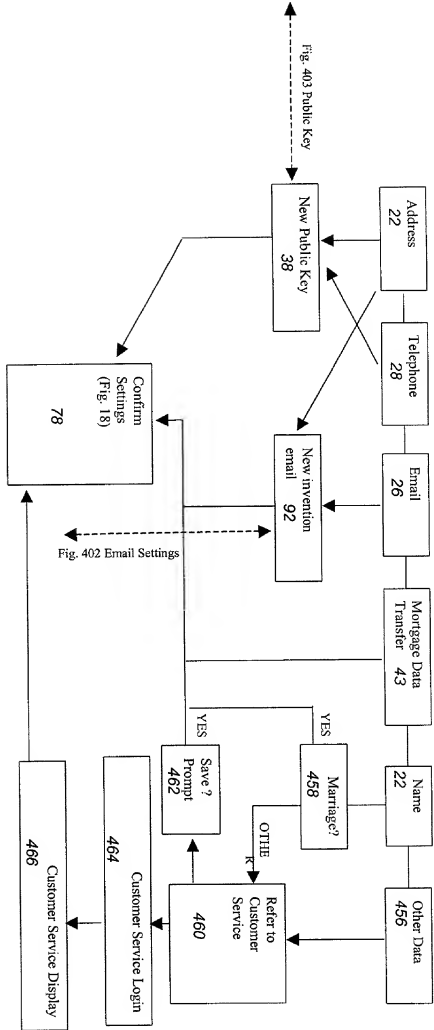 Address
22
Telephone
28
Email
26
Mortgage Data
Transfer
43
Name
22
Other Data
456
Fig. 403 Public Key
New Public Key
38
New invention
email
92
Marriage?
458
YES
OTHE
R
Fig. 402 Email Settings
YES
Save ?
Prompt
462
Refer to
Customer
Service
460
Confirm
Settings
(Fig. 18)
78
Customer Service Login
464
Customer Service Display
466